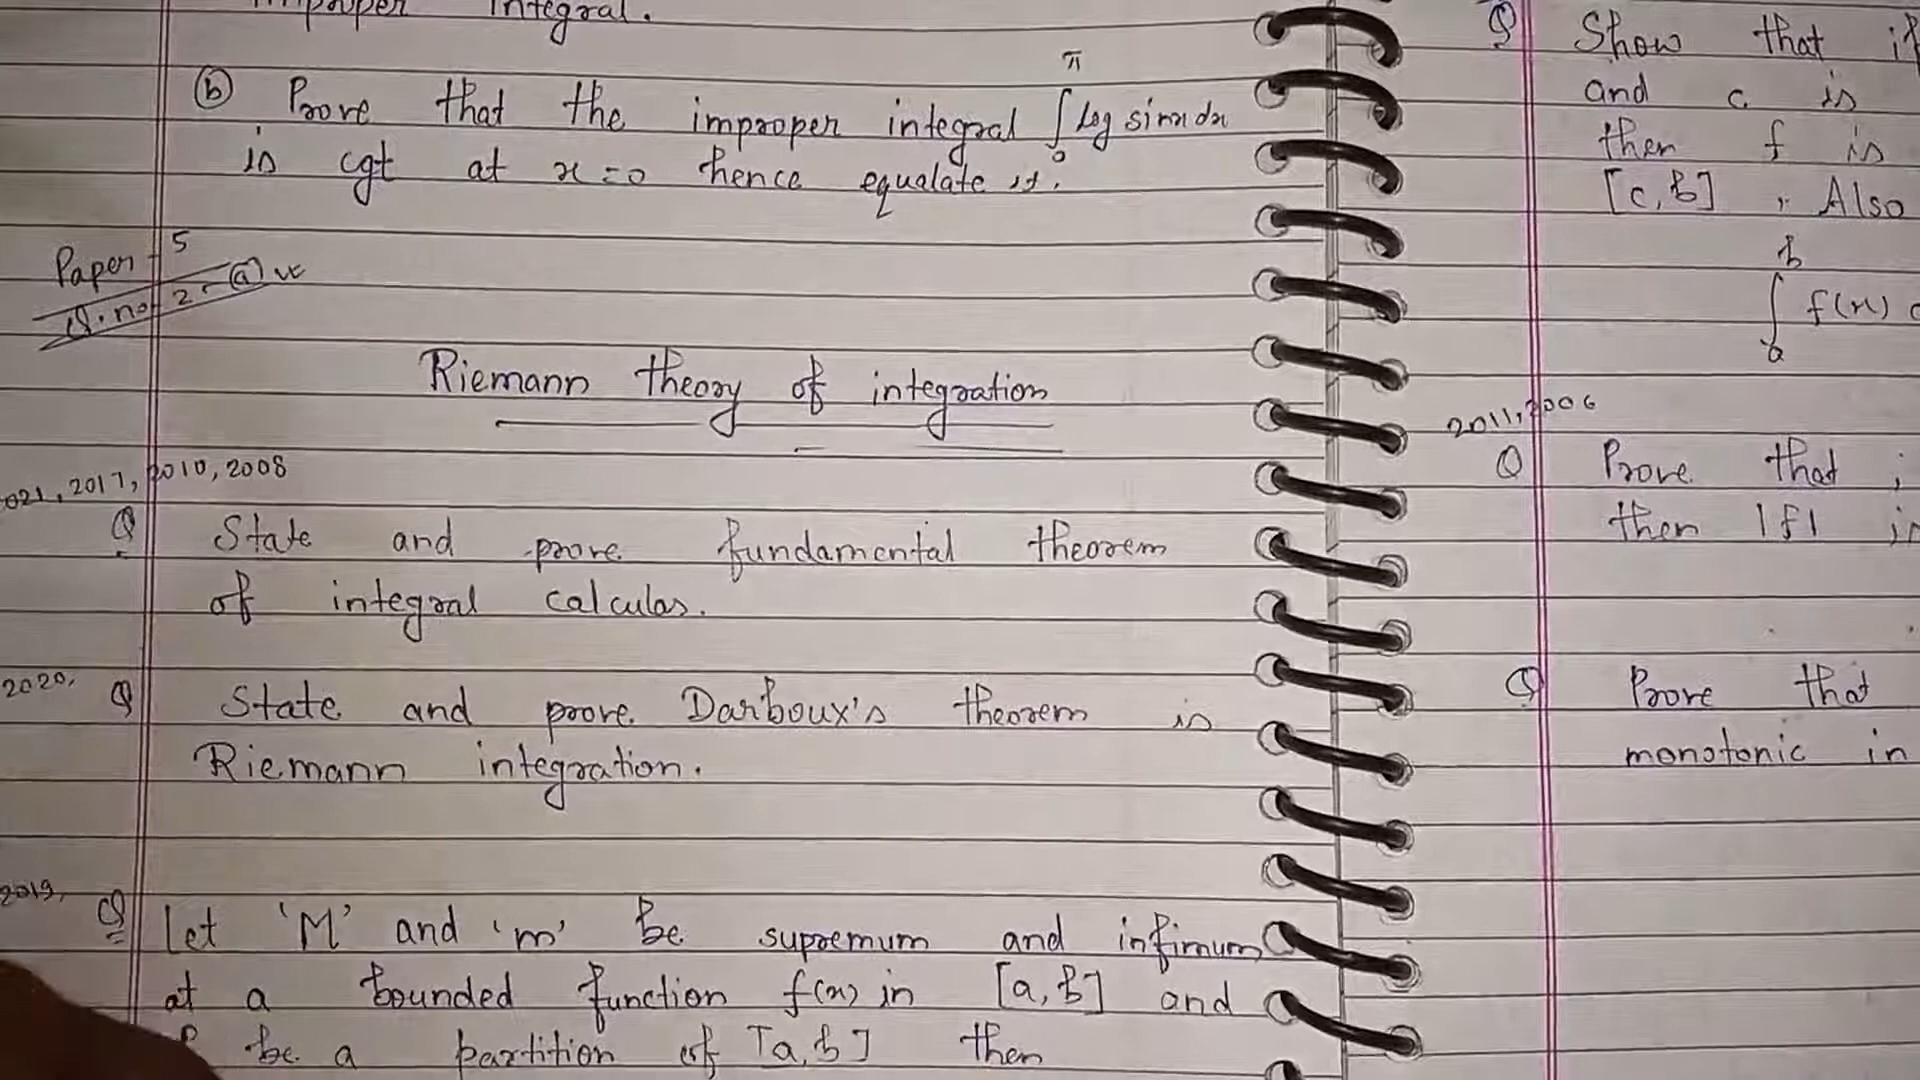 improper integral.
π
(b) Prove that the improper integral ∫ log sinx dx
0
is cgt at x=0 hence equalate it.
Paper - 5
Q. no 2 - (a)
Riemann theory of integration
021, 2017, 2010, 2008
Q State and prove fundamental theorem
of integral calculas.
2020,
Q State and prove Darboux's theorem is
Riemann integration.
2019,
Q Let 'M' and 'm' be supremum and infimum
at a bounded function f(x) in [a,b] and
be a partition of [a,b] then
Q Show that if
and c is
then f is
[c,b] , Also
b
∫ f(x)
a
2011, 2006
Q Prove that
then |f| in
Q Prove that
monotonic in